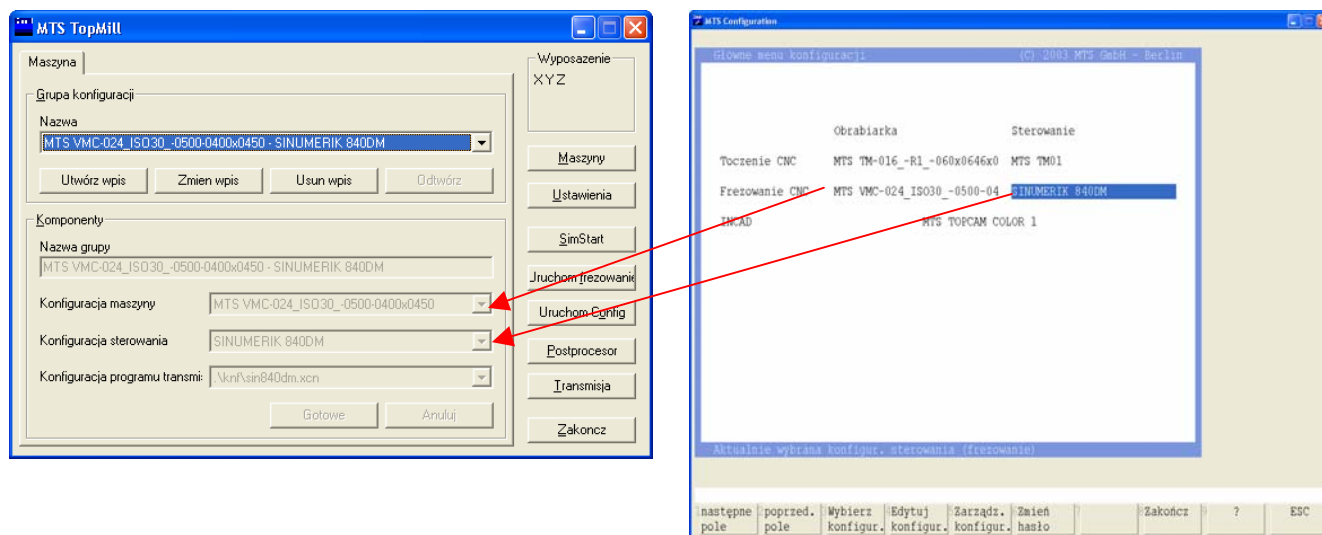 MTS TopMill
Maszyna
Grupa konfiguracji
Nazwa
MTS VMC-024_ISO30_-0500-0400x0450 - SINUMERIK 840DM
Utwórz wpis
Zmien wpis
Usun wpis
Odtwórz
Komponenty
Nazwa grupy
MTS VMC-024_ISO30_-0500-0400x0450 - SINUMERIK 840DM
Konfiguracja maszyny
MTS VMC-024_ISO30_-0500-0400x0450
Konfiguracja sterowania
SINUMERIK 840DM
Konfiguracja programu transmi:
.\knf\sin840dm.xcn
Gotowe
Anuluj
Wyposazenie
XYZ
Maszyny
Ustawienia
SimStart
Uruchom frezowanie
Uruchom Config
Postprocesor
Transmisja
Zakoncz
MTS Configuration
Główne menu konfiguracji (C) 2003 MTS GmbH - Berlin
Obrabiarka Sterowanie
Toczenie CNC MTS TM-016_-R1_-060x0646x0 MTS TM01
Frezowanie CNC MTS VMC-024_ISO30_-0500-04 SINUMERIK 840DM
INCAD MTS TOPCAM COLOR 1
Aktualnie wybrana konfigur. sterowania (frezowanie)
następne pole
poprzed. pole
Wybierz konfigur.
Edytuj konfigur.
Zarządz. konfigur.
Zmień hasło
Zakończ
?
ESC